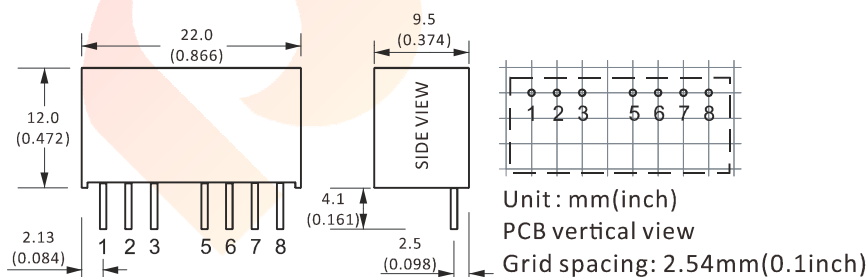 22.0
(0.866)
9.5
(0.374)
12.0
(0.472)
SIDE VIEW
1 2 3 5 6 7 8
4.1
(0.161)
2.13
(0.084)
1 2 3 5 6 7 8
2.5
(0.098)
Unit: mm(inch)
PCB vertical view
Grid spacing: 2.54mm(0.1inch)